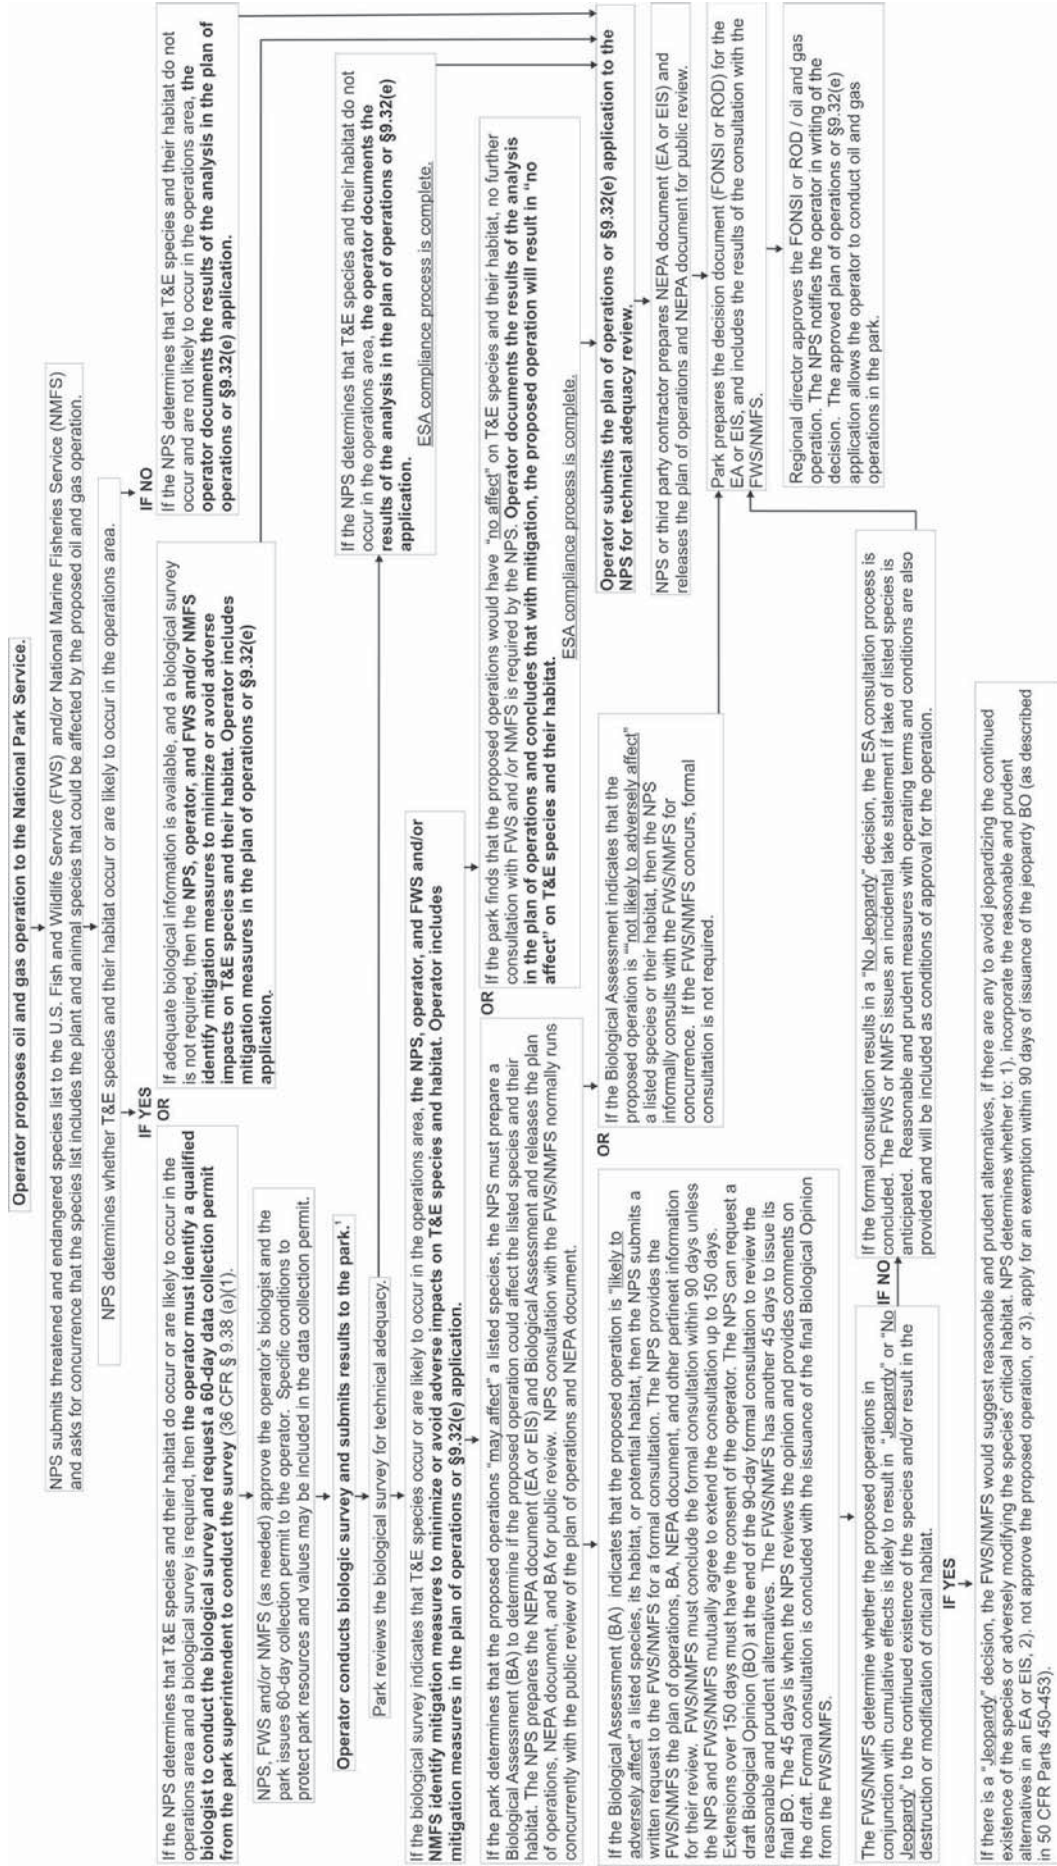 Operator proposes oil and gas operation to the National Park Service.
NPS submits threatened and endangered species list to the U.S. Fish and Wildlife Service (FWS) and/or National Marine Fisheries Service (NMFS)
and asks for concurrence that the species list includes the plant and animal species that could be affected by the proposed oil and gas operation.
NPS determines whether T&E species and their habitat occur or are likely to occur in the operations area.
IF YES
IF NO
If the NPS determines that T&E species and their habitat do occur or are likely to occur in the
operations area and a biological survey is required, then the operator must identify a qualified
biologist to conduct the biological survey and request a 60-day data collection permit
from the park superintendent to conduct the survey (36 CFR § 9.38 (a)(1).
OR
If adequate biological information is available, and a biological survey
is not required, then the NPS, operator, and FWS and/or NMFS
identify mitigation measures to minimize or avoid adverse
impacts on T&E species and their habitat. Operator includes
mitigation measures in the plan of operations or §9.32(e)
application.
If the NPS determines that T&E species and their habitat do not
occur and are not likely to occur in the operations area, the
operator documents the results of the analysis in the plan of
operations or §9.32(e) application.
NPS, FWS and/or NMFS (as needed) approve the operator's biologist and the
park issues 60-day collection permit to the operator. Specific conditions to
protect park resources and values may be included in the data collection permit.
Operator conducts biologic survey and submits results to the park.¹
Park reviews the biological survey for technical adequacy.
If the NPS determines that T&E species and their habitat do not
occur in the operations area, the operator documents the
results of the analysis in the plan of operations or §9.32(e)
application.
ESA compliance process is complete.
If the biological survey indicates that T&E species occur or are likely to occur in the operations area, the NPS, operator, and FWS and/or
NMFS identify mitigation measures to minimize or avoid adverse impacts on T&E species and habitat. Operator includes
mitigation measures in the plan of operations or §9.32(e) application.
If the park determines that the proposed operations "may affect" a listed species, the NPS must prepare a
Biological Assessment (BA) to determine if the proposed operation could affect the listed species and their
habitat. The NPS prepares the NEPA document (EA or EIS) and Biological Assessment and releases the plan
of operations, NEPA document, and BA for public review. NPS consultation with the FWS/NMFS normally runs
concurrently with the public review of the plan of operations and NEPA document.
OR
If the park finds that the proposed operations would have "no affect" on T&E species and their habitat, no further
consultation with FWS and /or NMFS is required by the NPS. Operator documents the results of the analysis
in the plan of operations and concludes that with mitigation, the proposed operation will result in "no
affect" on T&E species and their habitat.
ESA compliance process is complete.
Operator submits the plan of operations or §9.32(e) application to the
NPS for technical adequacy review.
NPS or third party contractor prepares NEPA document (EA or EIS) and
releases the plan of operations and NEPA document for public review.
Park prepares the decision document (FONSI or ROD) for the
EA or EIS, and includes the results of the consultation with the
FWS/NMFS.
Regional director approves the FONSI or ROD / oil and gas
operation. The NPS notifies the operator in writing of the
decision. The approved plan of operations or §9.32(e)
application allows the operator to conduct oil and gas
operations in the park.
If the Biological Assessment (BA) indicates that the proposed operation is "likely to
adversely affect" a listed species, its habitat, or potential habitat, then the NPS submits a
written request to the FWS/NMFS for a formal consultation. The NPS provides the
FWS/NMFS the plan of operations, BA, NEPA document, and other pertinent information
for their review. FWS/NMFS must conclude the formal consultation within 90 days unless
the NPS and FWS/NMFS mutually agree to extend the consultation up to 150 days.
Extensions over 150 days must have the consent of the operator. The NPS can request a
draft Biological Opinion (BO) at the end of the 90-day formal consultation to review the
reasonable and prudent alternatives. The FWS/NMFS has another 45 days to issue its
final BO. The 45 days is when the NPS reviews the opinion and provides comments on
the draft. Formal consultation is concluded with the issuance of the final Biological Opinion
from the FWS/NMFS.
OR
If the Biological Assessment indicates that the
proposed operation is ""not likely to adversely affect"
a listed species or their habitat, then the NPS
informally consults with the FWS/NMFS for
concurrence. If the FWS/NMFS concurs, formal
consultation is not required.
The FWS/NMFS determine whether the proposed operations in
conjunction with cumulative effects is likely to result in " Jeopardy" or "No
Jeopardy" to the continued existence of the species and/or result in the
destruction or modification of critical habitat.
IF NO
If the formal consultation results in a "No Jeopardy" decision, the ESA consultation process is
concluded. The FWS or NMFS issues an incidental take statement if take of listed species is
anticipated. Reasonable and prudent measures with operating terms and conditions are also
provided and will be included as conditions of approval for the operation.
IF YES
If there is a "Jeopardy" decision, the FWS/NMFS would suggest reasonable and prudent alternatives, if there are any to avoid jeopardizing the continued
existence of the species or adversely modifying the species' critical habitat. NPS determines whether to: 1). incorporate the reasonable and prudent
alternatives in an EA or EIS, 2). not approve the proposed operation, or 3). apply for an exemption within 90 days of issuance of the jeopardy BO (as described
in 50 CFR Parts 450-453).